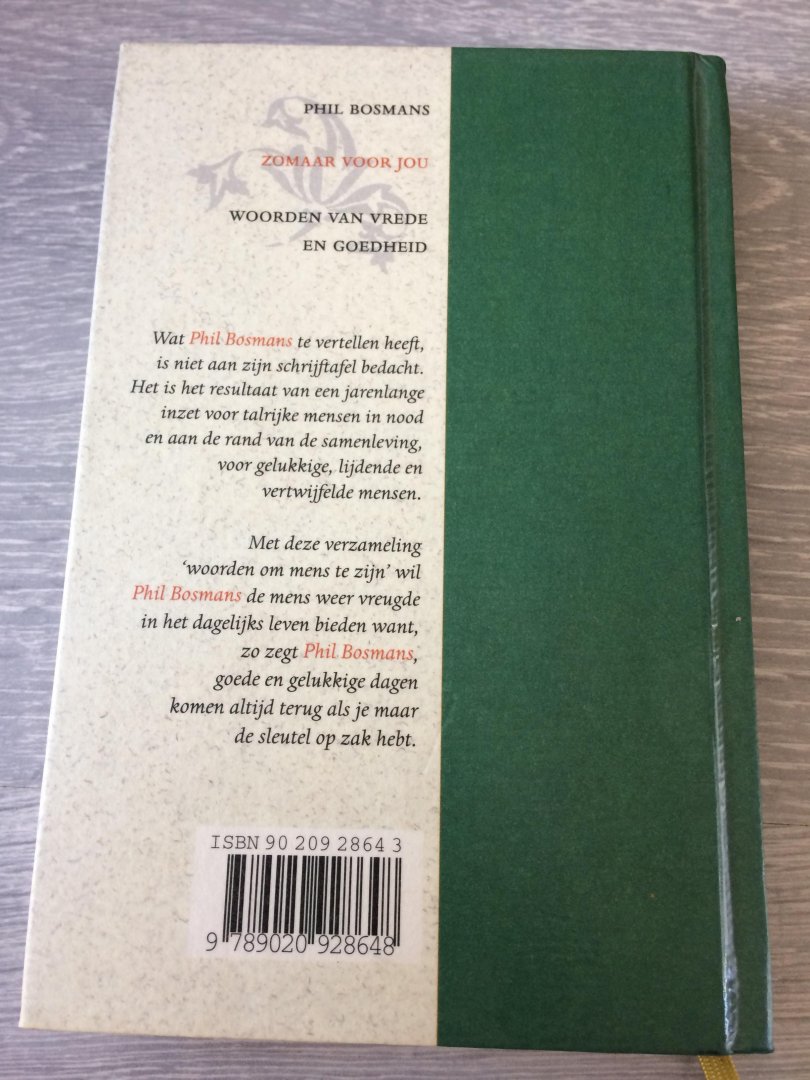 PHIL BOSMANS
ZOMAAR VOOR JOU
WOORDEN VAN VREDE
EN GOEDHEID
Wat Phil Bosmans te vertellen heeft,
is niet aan zijn schrijftafel bedacht.
Het is het resultaat van een jarenlange
inzet voor talrijke mensen in nood
en aan de rand van de samenleving,
voor gelukkige, lijdende en
vertwijfelde mensen.
Met deze verzameling
‘woorden om mens te zijn’ wil
Phil Bosmans de mens weer vreugde
in het dagelijks leven bieden want,
zo zegt Phil Bosmans,
goede en gelukkige dagen
komen altijd terug als je maar
de sleutel op zak hebt.
ISBN 90 209 2864 3
9 789020 928648